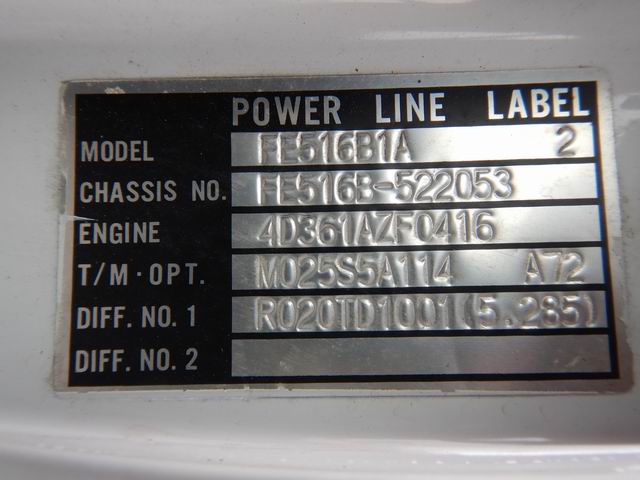 POWER LINE LABEL
MODEL FE516B1A 2
CHASSIS NO. FE516B-522053
ENGINE 4D361AZF0416
T/M·OPT. M025S5A114 A72
DIFF. NO. 1 R020TD1001(5.285)
DIFF. NO. 2